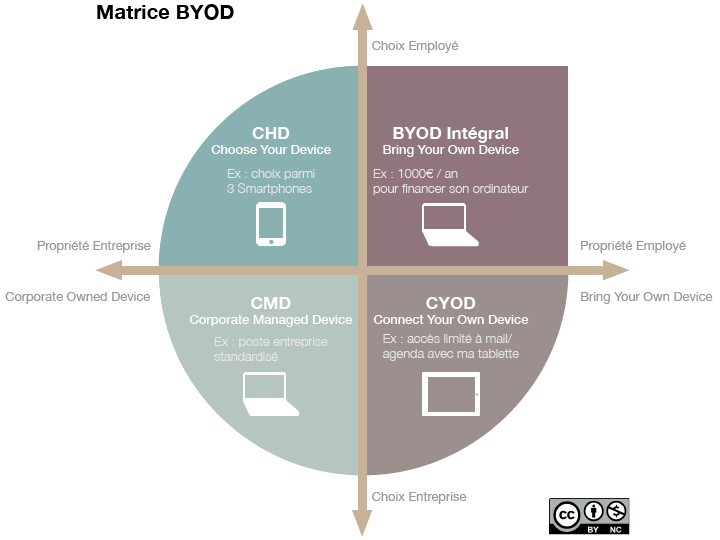 Matrice BYOD
Choix Employé
CHD
Choose Your Device
Ex : choix parmi
3 Smartphones
BYOD Intégral
Bring Your Own Device
Ex : 1000€ / an
pour financer son ordinateur
Propriété Entreprise
Propriété Employé
Corporate Owned Device
Bring Your Own Device
CMD
Corporate Managed Device
Ex : poste entreprise
standardisé
CYOD
Connect Your Own Device
Ex : accès limité à mail/
agenda avec ma tablette
Choix Entreprise
cc
BY NC